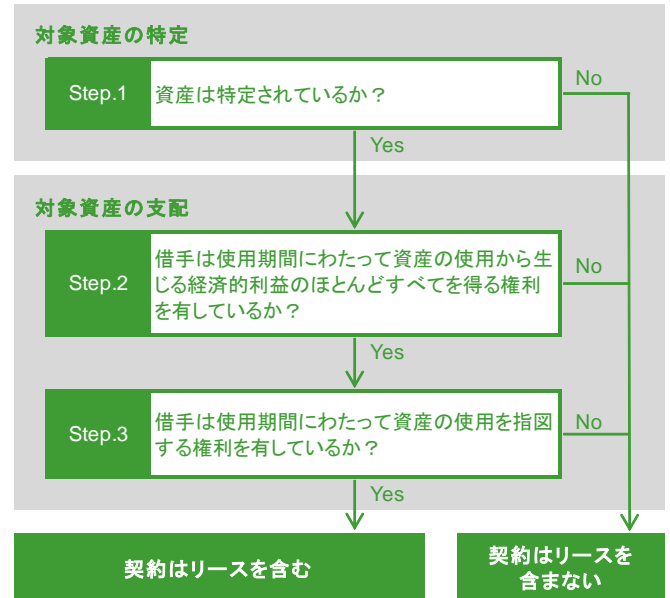 対象資産の特定
Step.1
資産は特定されているか？
No
Yes
対象資産の支配
Step.2
借手は使用期間にわたって資産の使用から生
じる経済的利益のほとんどすべてを得る権利
を有しているか？
No
Yes
Step.3
借手は使用期間にわたって資産の使用を指図
する権利を有しているか？
No
Yes
契約はリースを含む
契約はリースを
含まない